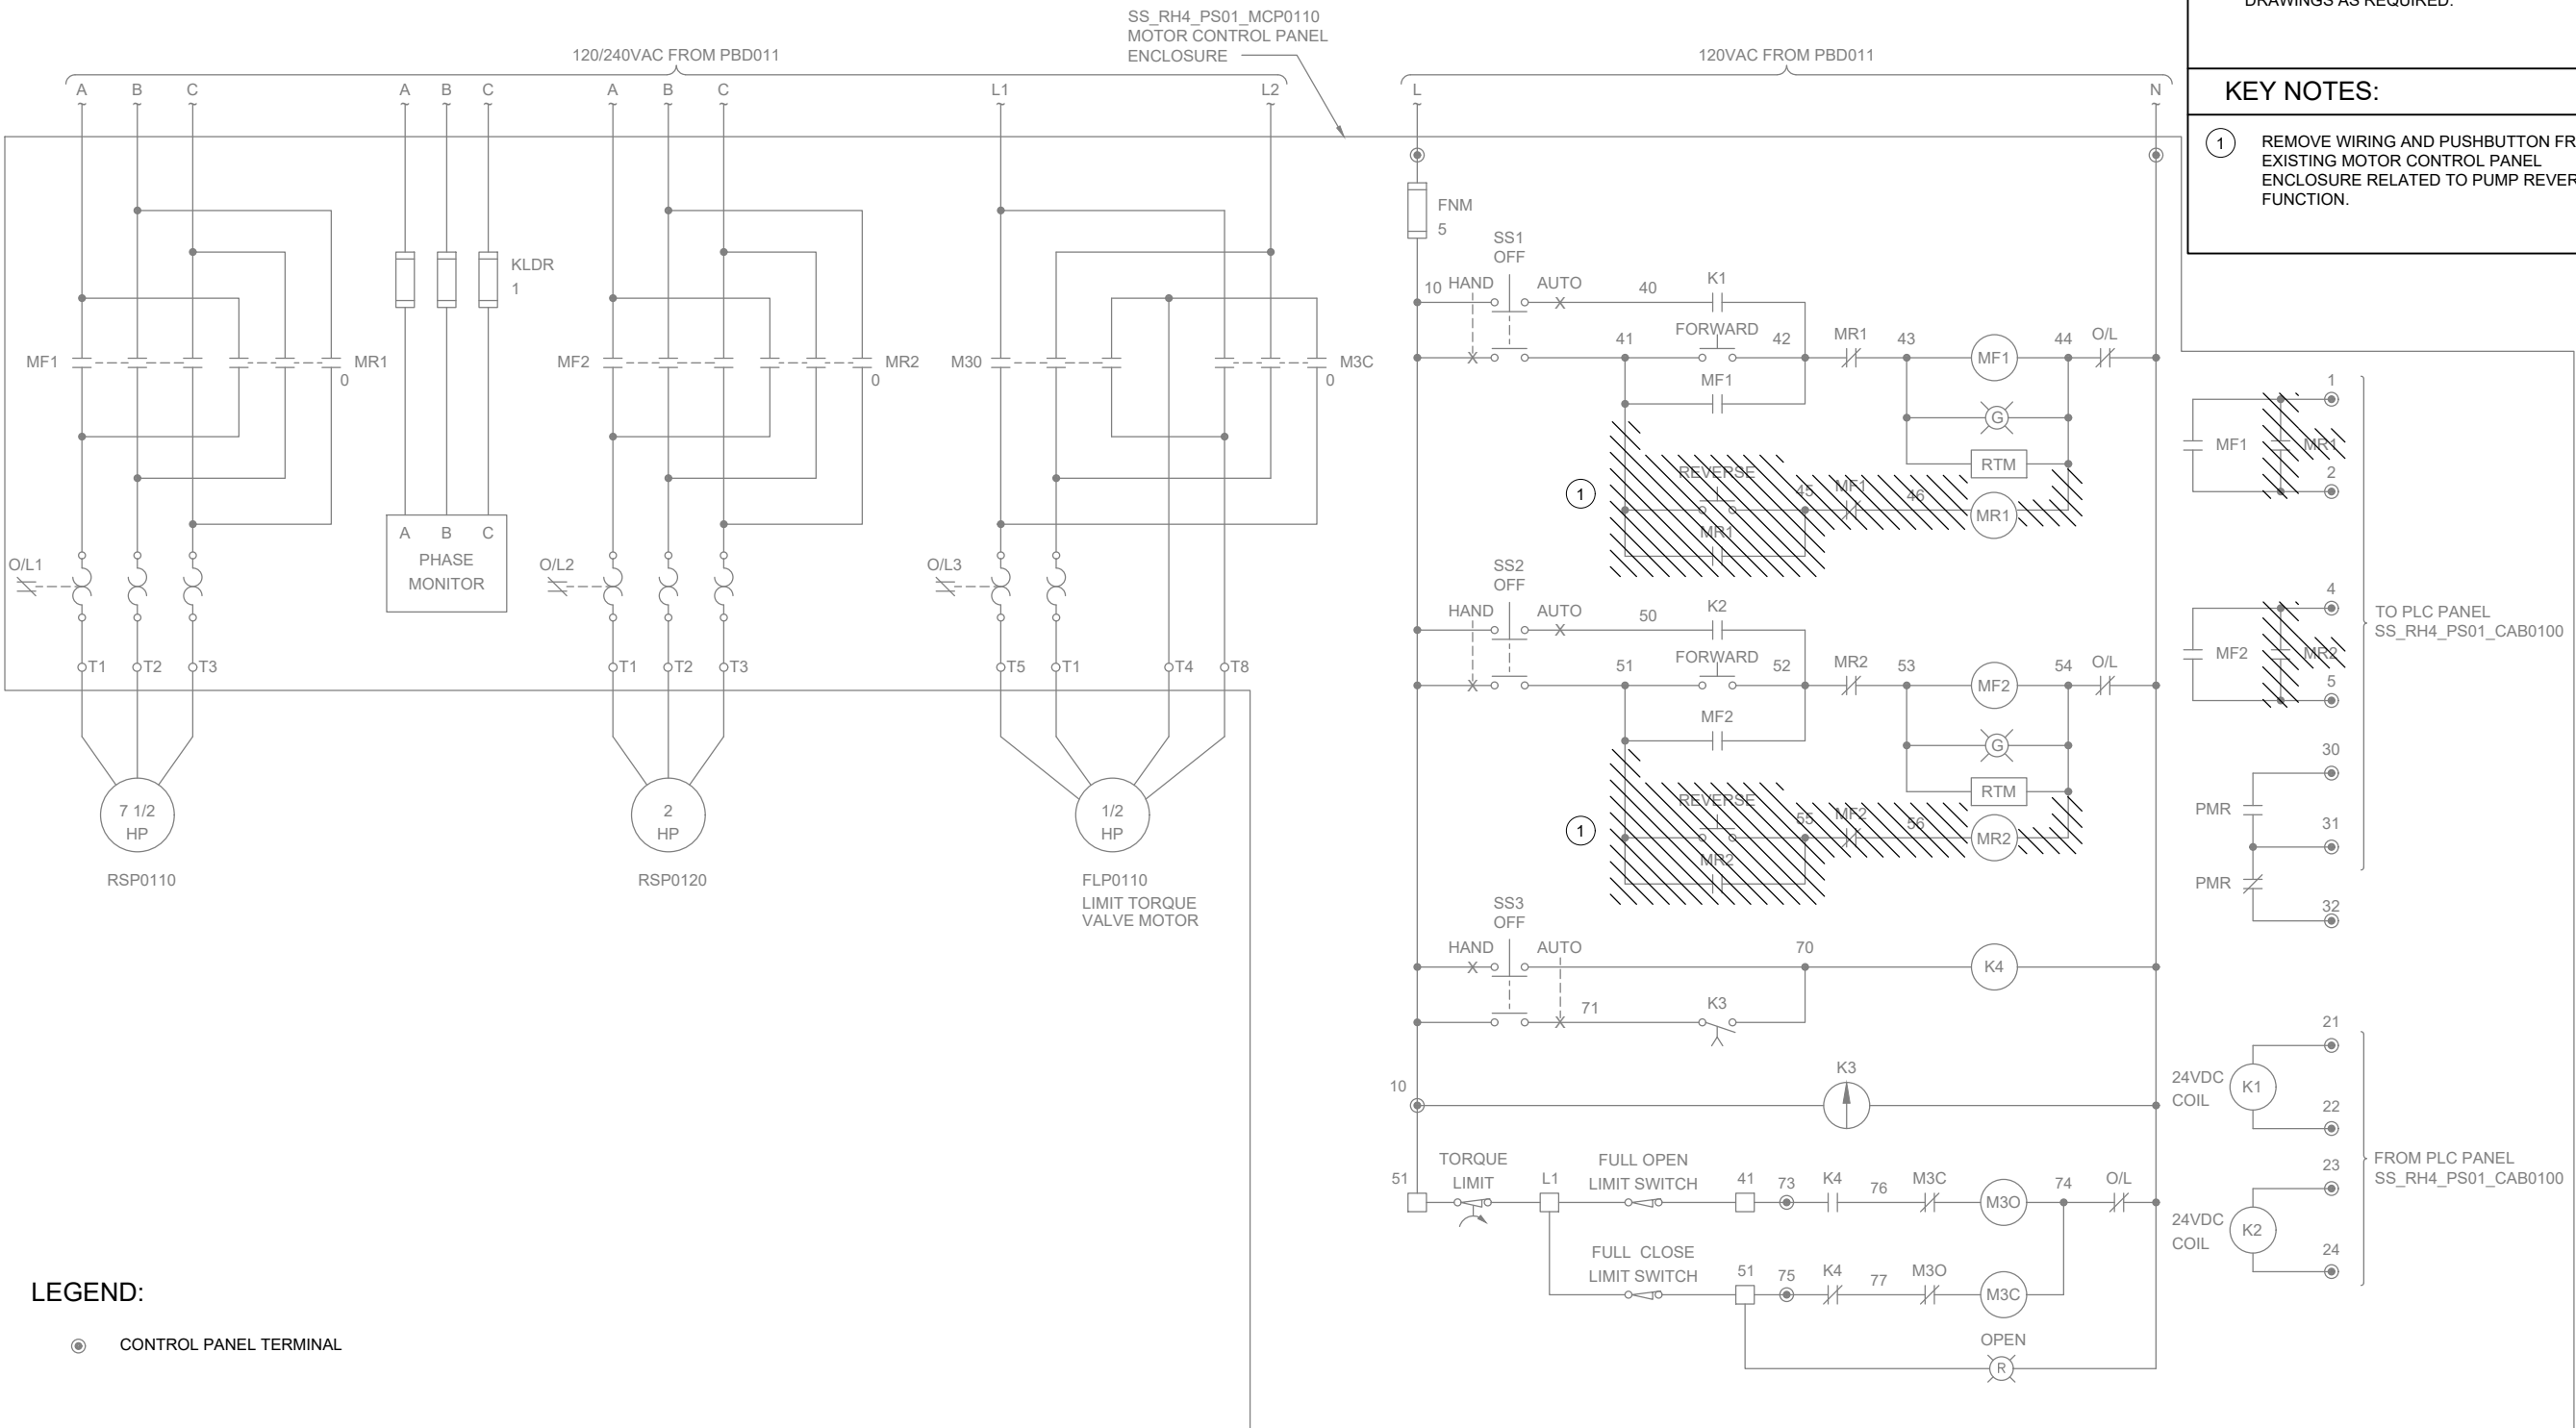 DRAWINGS AS REQUIRED.
SS_RH4_PS01_MCP0110
MOTOR CONTROL PANEL
ENCLOSURE
120/240VAC FROM PBD011
120VAC FROM PBD011
A B C A B C A B C L1 L2 L N
KEY NOTES:
1 REMOVE WIRING AND PUSHBUTTON FR
EXISTING MOTOR CONTROL PANEL
ENCLOSURE RELATED TO PUMP REVER
FUNCTION.
KLDR
1
MF1 MR1
0
MF2 MR2
0
M30 M3C
0
A B C
PHASE
MONITOR
O/L1
O/L2
O/L3
T1 T2 T3
T1 T2 T3
T5 T1 T4 T8
7 1/2
HP
RSP0110
2
HP
RSP0120
1/2
HP
FLP0110
LIMIT TORQUE
VALVE MOTOR
FNM
5
SS1
OFF
10 HAND AUTO 40 K1
41 FORWARD 42 MR1 43 MF1 44 O/L
MF1
G
RTM
1 REVERSE 45 MF1 46 MR1
MR1
SS2
OFF
HAND AUTO 50 K2
51 FORWARD 52 MR2 53 MF2 54 O/L
MF2
G
RTM
1 REVERSE 55 MF2 56 MR2
MR2
SS3
OFF
HAND AUTO 70 K4
71 K3
10 K3
51 TORQUE
LIMIT
L1 FULL OPEN
LIMIT SWITCH
41 73 K4 76 M3C M3O 74 O/L
FULL CLOSE
LIMIT SWITCH
51 75 K4 77 M3O M3C
OPEN
R
1
MF1 MR1
2
4
MF2 MR2
5
30
PMR
31
PMR
32
TO PLC PANEL
SS_RH4_PS01_CAB0100
21
24VDC
COIL
K1
22
23
24VDC
COIL
K2
24
FROM PLC PANEL
SS_RH4_PS01_CAB0100
LEGEND:
CONTROL PANEL TERMINAL